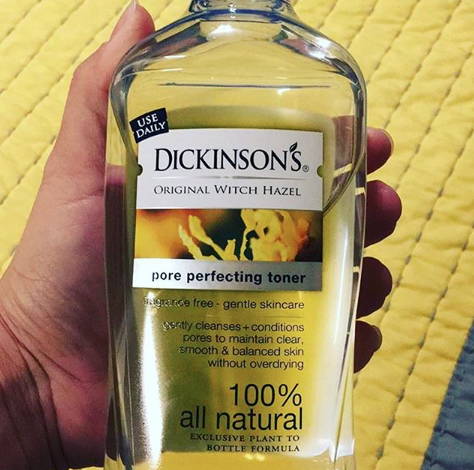 USE
DAILY
DICKINSON'S®
ORIGINAL WITCH HAZEL
pore perfecting toner
fragrance free - gentle skincare
gently cleanses + conditions
pores to maintain clear,
smooth & balanced skin
without overdrying
100%
all natural
EXCLUSIVE PLANT TO
BOTTLE FORMULA